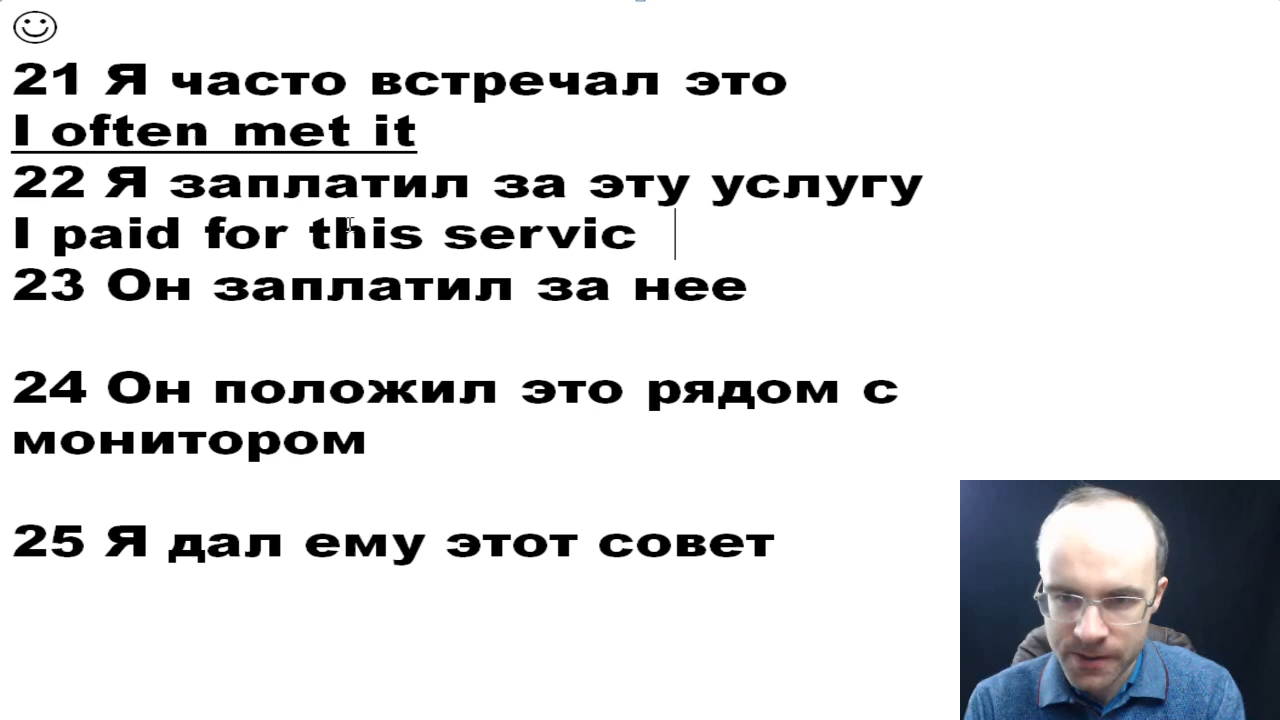 21 Я часто встречал это
I often met it
22 Я заплатил за эту услугу
I paid for this servic
23 Он заплатил за нее
24 Он положил это рядом с
монитором
25 Я дал ему этот совет